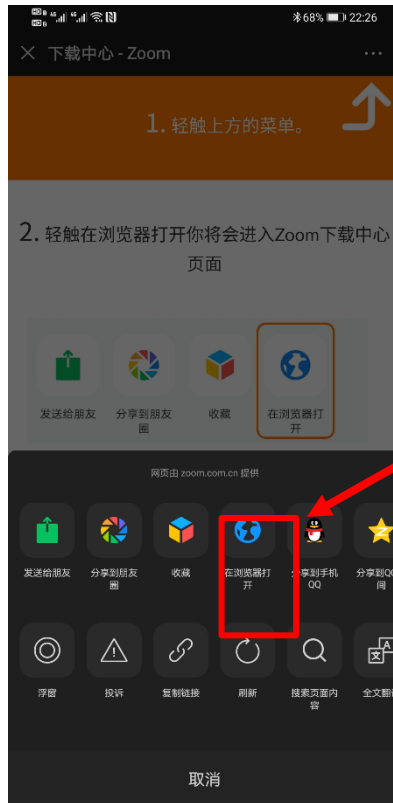 68% 22:26
下载中心 - Zoom
1. 轻触上方的菜单。
2. 轻触在浏览器打开你将会进入Zoom下载中心
页面
发送给朋友 分享到朋友 收藏 在浏览器打
圈 开
网页由 zoom.com.cn 提供
发送给朋友 分享到朋友 收藏 在浏览器打 分享到手机 分享到QQ
圈 开 QQ 间
浮窗 投诉 复制链接 刷新 搜索页面内 全文翻
容
取消